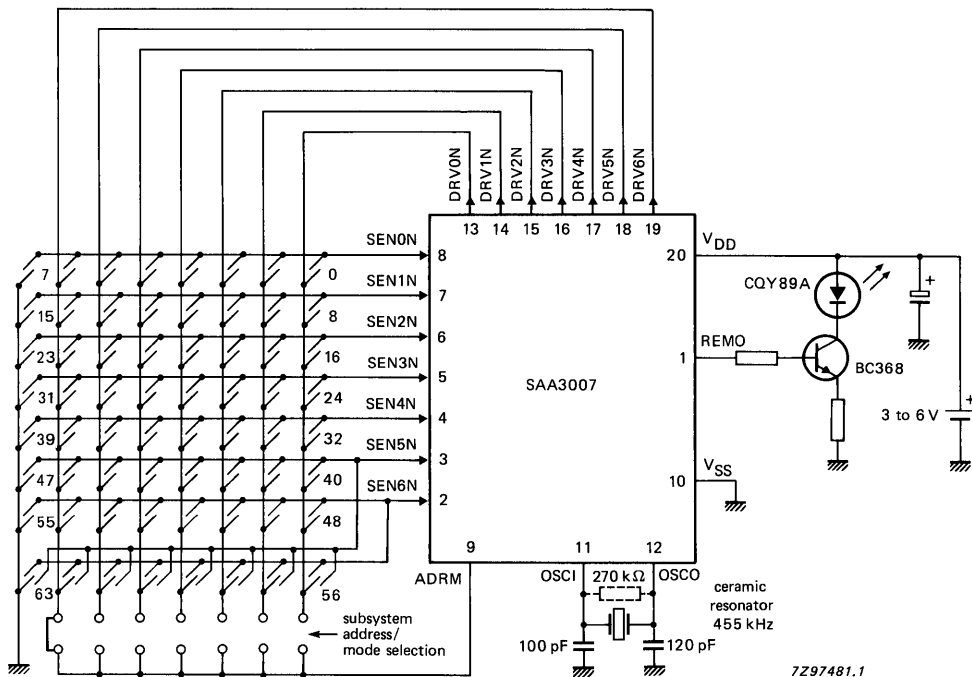 DRV0N
DRV1N
DRV2N
DRV3N
DRV4N
DRV5N
DRV6N
13 14 15 16 17 18 19
SEN0N
8
7
0
SEN1N
7
15
8
SEN2N
6
23
16
SEN3N
5
31
24
SEN4N
4
39
32
SEN5N
3
47
40
SEN6N
2
55
48
63
56
SAA3007
20
VDD
CQY89A
+
REMO
1
BC368
+
3 to 6 V
VSS
10
9
ADRM
11
12
OSCI
270 kΩ
OSCO
ceramic
resonator
455 kHz
100 pF
120 pF
subsystem
address/
mode selection
7Z97481.1